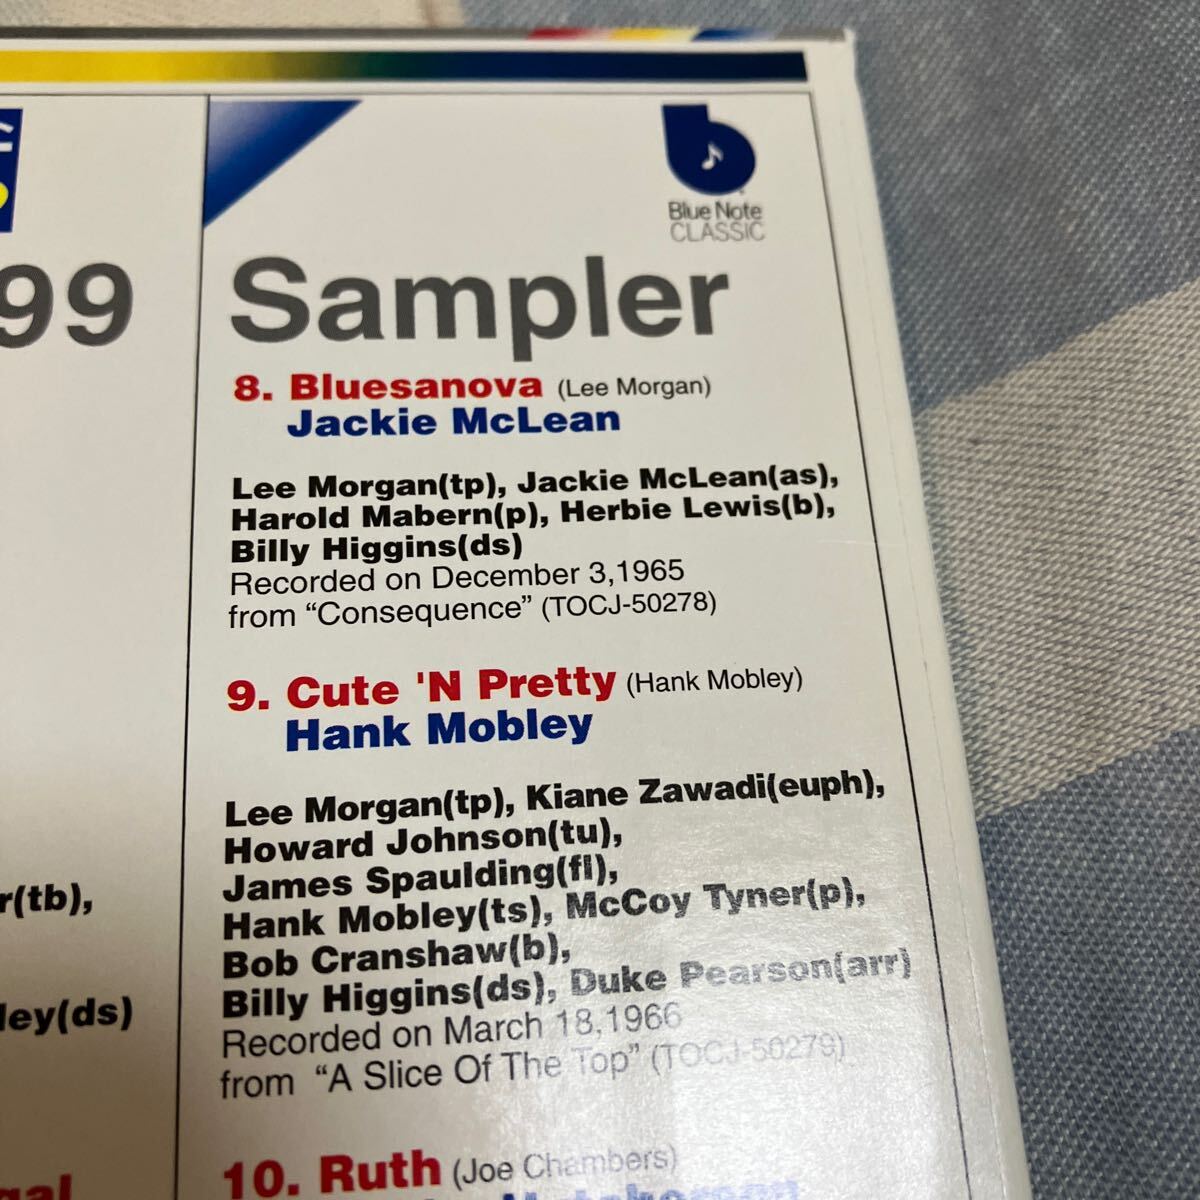 99
r(tb),
ley(ds)
gal
Blue Note
CLASSIC
Sampler
8. Bluesanova (Lee Morgan)
Jackie McLean
Lee Morgan(tp), Jackie McLean(as),
Harold Mabern(p), Herbie Lewis(b),
Billy Higgins(ds)
Recorded on December 3,1965
from “Consequence” (TOCJ-50278)
9. Cute 'N Pretty (Hank Mobley)
Hank Mobley
Lee Morgan(tp), Kiane Zawadi(euph),
Howard Johnson(tu),
James Spaulding(fl),
Hank Mobley(ts), McCoy Tyner(p),
Bob Cranshaw(b),
Billy Higgins(ds), Duke Pearson(arr)
Recorded on March 18,1966
from “A Slice Of The Top” (TOCJ-50279)
10. Ruth (Joe Chambers)